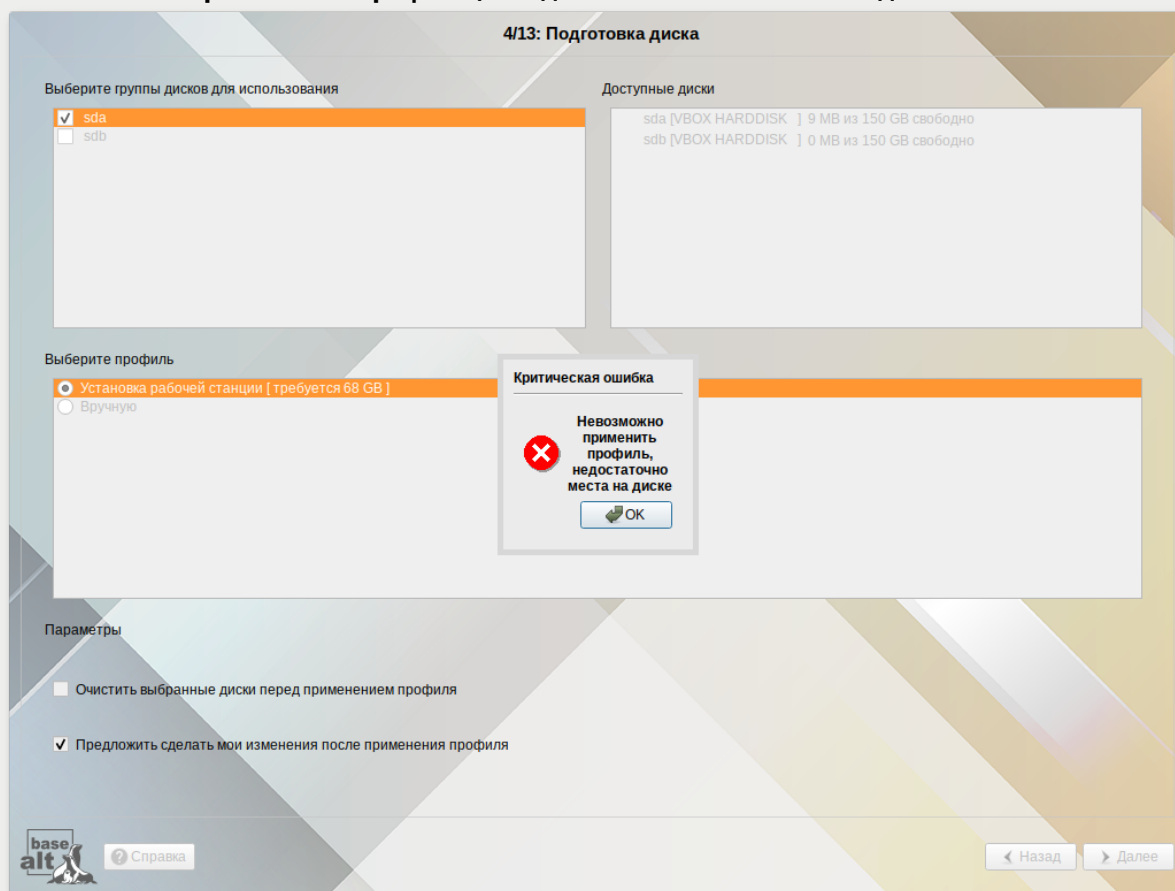 4/13: Подготовка диска
Выберите группы дисков для использования
sda
sdb
Доступные диски
sda [VBOX HARDDISK ] 9 MB из 150 GB свободно
sdb [VBOX HARDDISK ] 0 MB из 150 GB свободно
Выберите профиль
Установка рабочей станции [ требуется 68 GB ]
Вручную
Критическая ошибка
Невозможно
применить
профиль,
недостаточно
места на диске
OK
Параметры
Очистить выбранные диски перед применением профиля
Предложить сделать мои изменения после применения профиля
base
alt
Справка
Назад
Далее